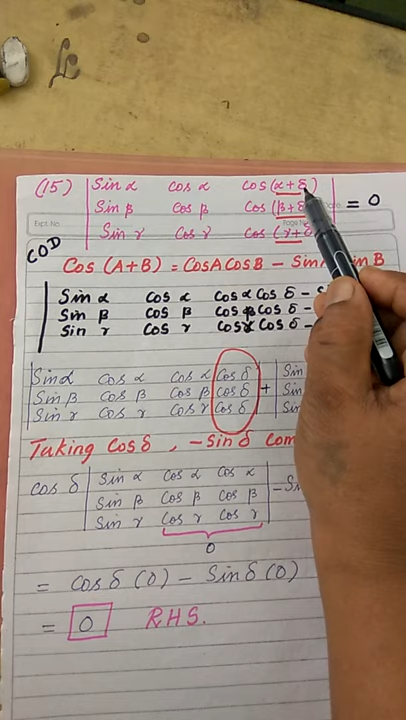 (15) | Sin α cos α cos (α + δ) |
| Sin β cos β cos (β + δ | = 0
Expt. No.
| Sin γ cos γ cos (γ + δ
COD
Cos (A+B) = CosA CosB − Sin B
| Sin α Cos α Cos α Cos δ −
| Sin β Cos β Cos β Cos δ −
| Sin γ Cos γ Cos γ Cos δ −
| Sin α Cos α Cos α Cos δ | | Sin
| Sin β Cos β Cos β Cos δ | + | Sin
| Sin γ Cos γ Cos γ Cos δ | | Sin
Taking Cos δ , − Sin δ com
Cos δ | Sin α Cos α Cos α | −
| Sin β Cos β Cos β |
| Sin γ Cos γ Cos γ |
0
= Cos δ (0) − Sin δ (0)
= 0 RHS.